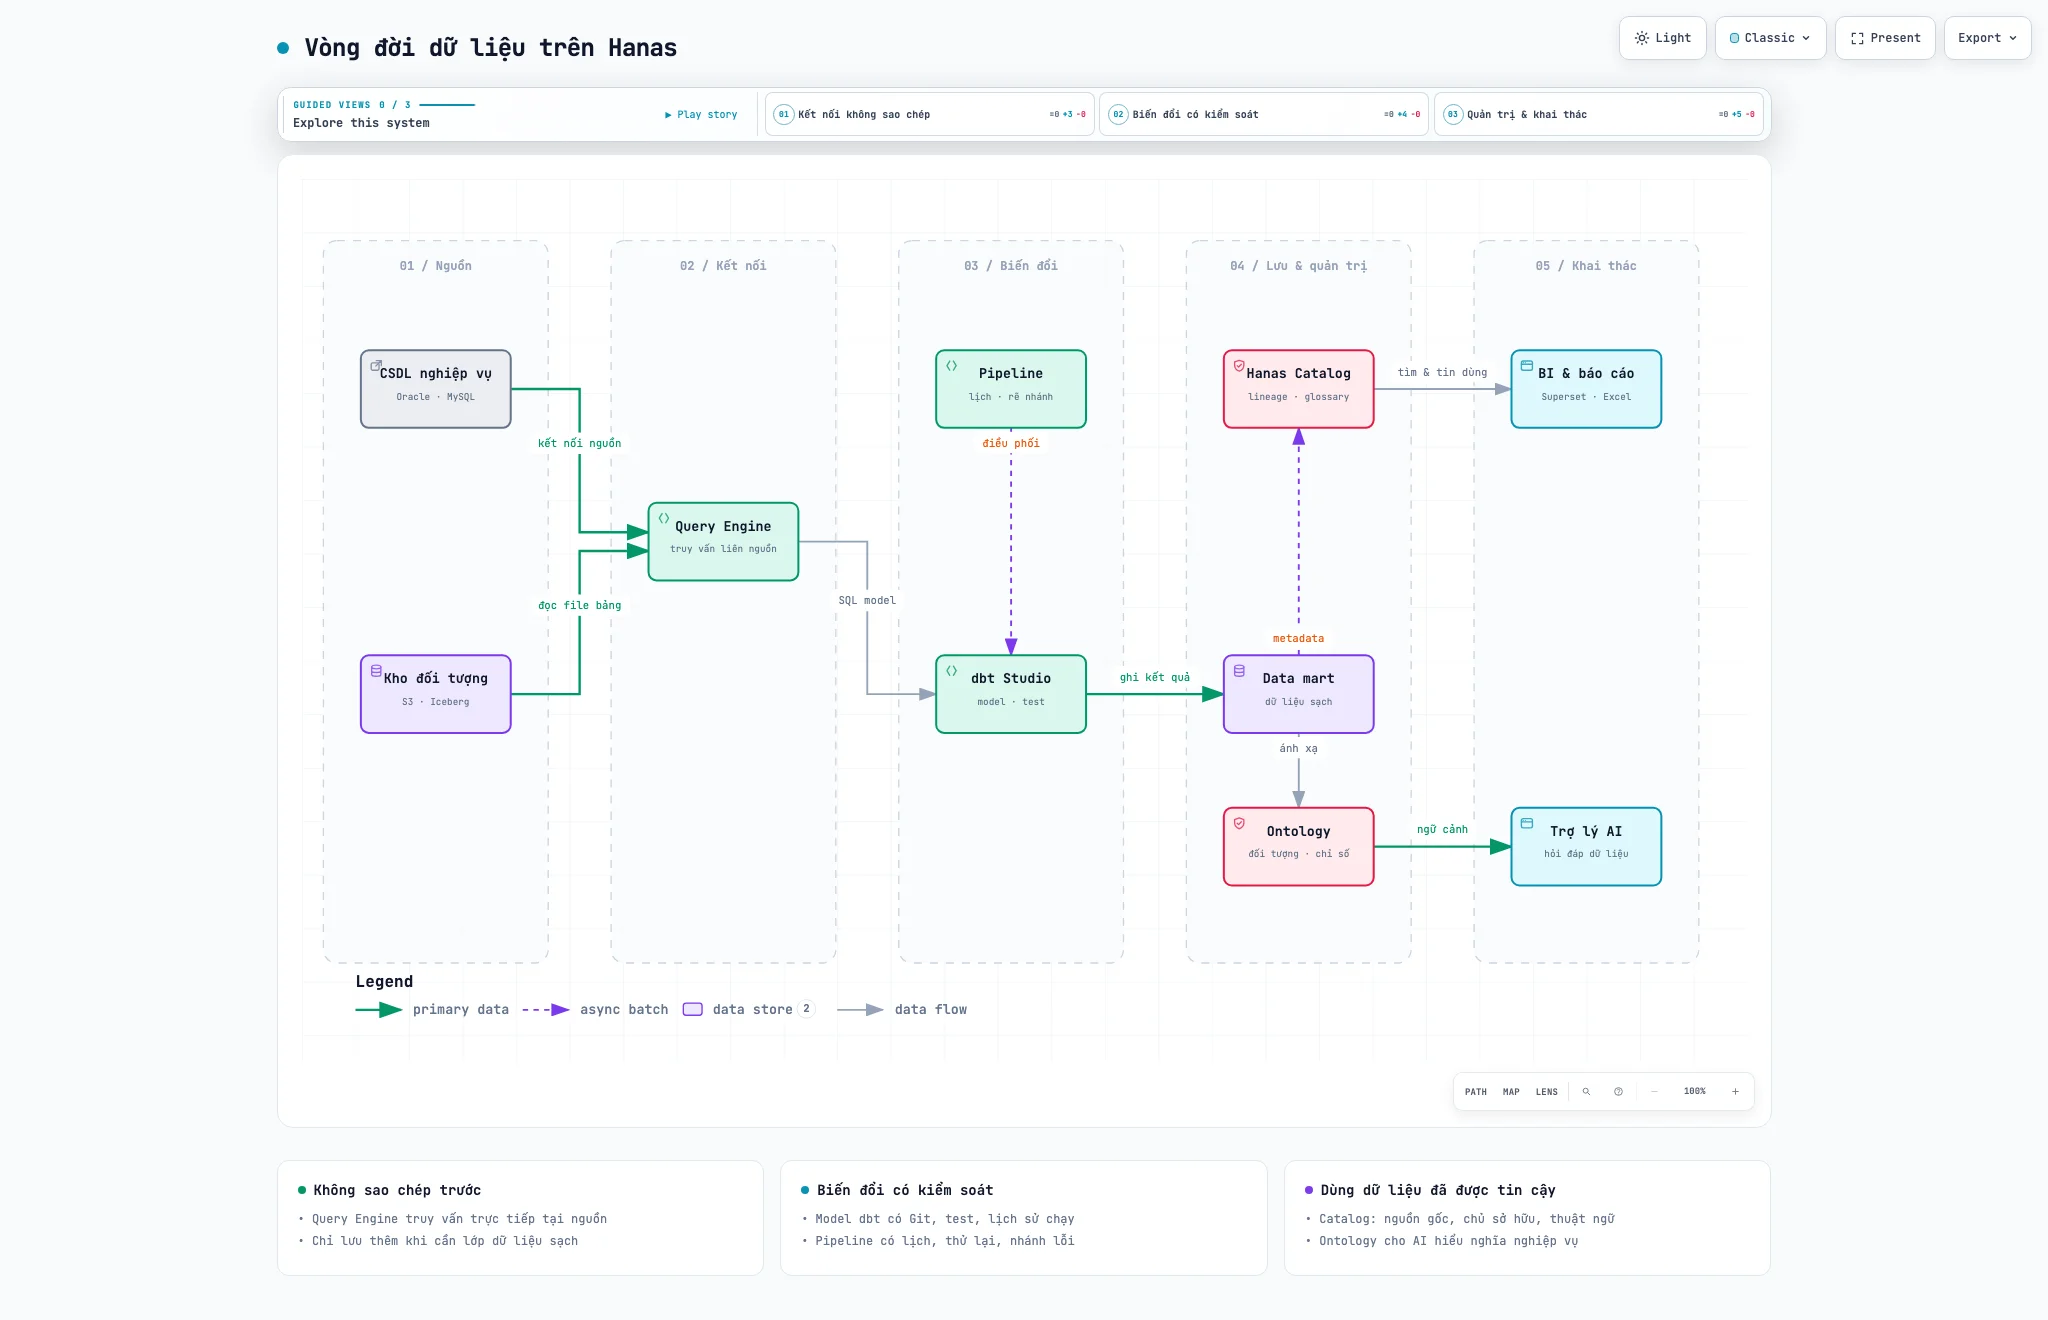 Vòng đời dữ liệu trên Hanas
Light
Classic
Present
Export
GUIDED VIEWS 0 / 3
Explore this system
▶ Play story
01 Kết nối không sao chép =0 +3 -0
02 Biến đổi có kiểm soát =0 +4 -0
03 Quản trị & khai thác =0 +5 -0
01 / Nguồn
02 / Kết nối
03 / Biến đổi
04 / Lưu & quản trị
05 / Khai thác
CSDL nghiệp vụ
Oracle · MySQL
Pipeline
lịch · rẽ nhánh
Hanas Catalog
lineage · glossary
tìm & tin dùng
BI & báo cáo
Superset · Excel
kết nối nguồn
điều phối
Query Engine
truy vấn liên nguồn
đọc file bảng
SQL model
metadata
Kho đối tượng
S3 · Iceberg
dbt Studio
model · test
ghi kết quả
Data mart
dữ liệu sạch
ánh xạ
Ontology
đối tượng · chỉ số
ngữ cảnh
Trợ lý AI
hỏi đáp dữ liệu
Legend
primary data
async batch
data store 2
data flow
PATH MAP LENS
− 100% +
Không sao chép trước
• Query Engine truy vấn trực tiếp tại nguồn
• Chỉ lưu thêm khi cần lớp dữ liệu sạch
Biến đổi có kiểm soát
• Model dbt có Git, test, lịch sử chạy
• Pipeline có lịch, thử lại, nhánh lỗi
Dùng dữ liệu đã được tin cậy
• Catalog: nguồn gốc, chủ sở hữu, thuật ngữ
• Ontology cho AI hiểu nghĩa nghiệp vụ